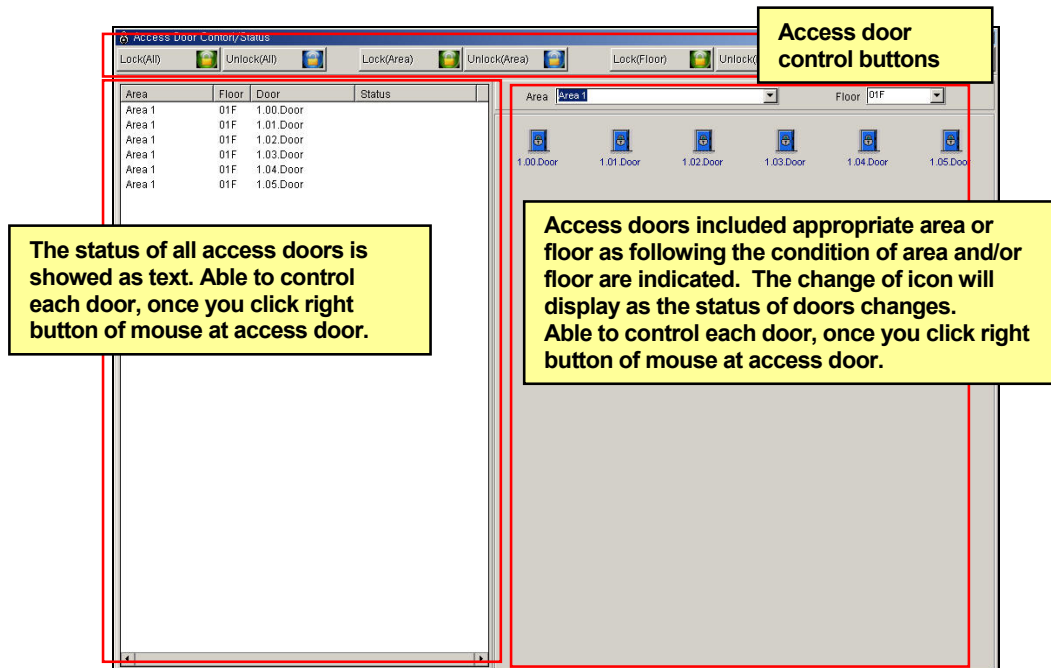 Access Door Contorl/Status
Access door
control buttons
Lock(All) Unlock(All) Lock(Area) Unlock(Area) Lock(Floor)
Area Floor Door Status
Area 1 01F 1.00.Door
Area 1 01F 1.01.Door
Area 1 01F 1.02.Door
Area 1 01F 1.03.Door
Area 1 01F 1.04.Door
Area 1 01F 1.05.Door
Area Area 1 Floor 01F
1.00.Door 1.01.Door 1.02.Door 1.03.Door 1.04.Door 1.05.Door
The status of all access doors is
showed as text. Able to control
each door, once you click right
button of mouse at access door.
Access doors included appropriate area or
floor as following the condition of area and/or
floor are indicated.  The change of icon will
display as the status of doors changes.
Able to control each door, once you click right
button of mouse at access door.